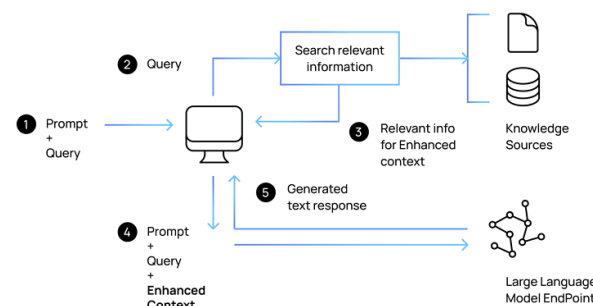 2 Query
Search relevant
information
1 Prompt
+
Query
3 Relevant info
for Enhanced
context
Knowledge
Sources
5 Generated
text response
4 Prompt
+
Query
+
Enhanced
Context
Large Language
Model EndPoint